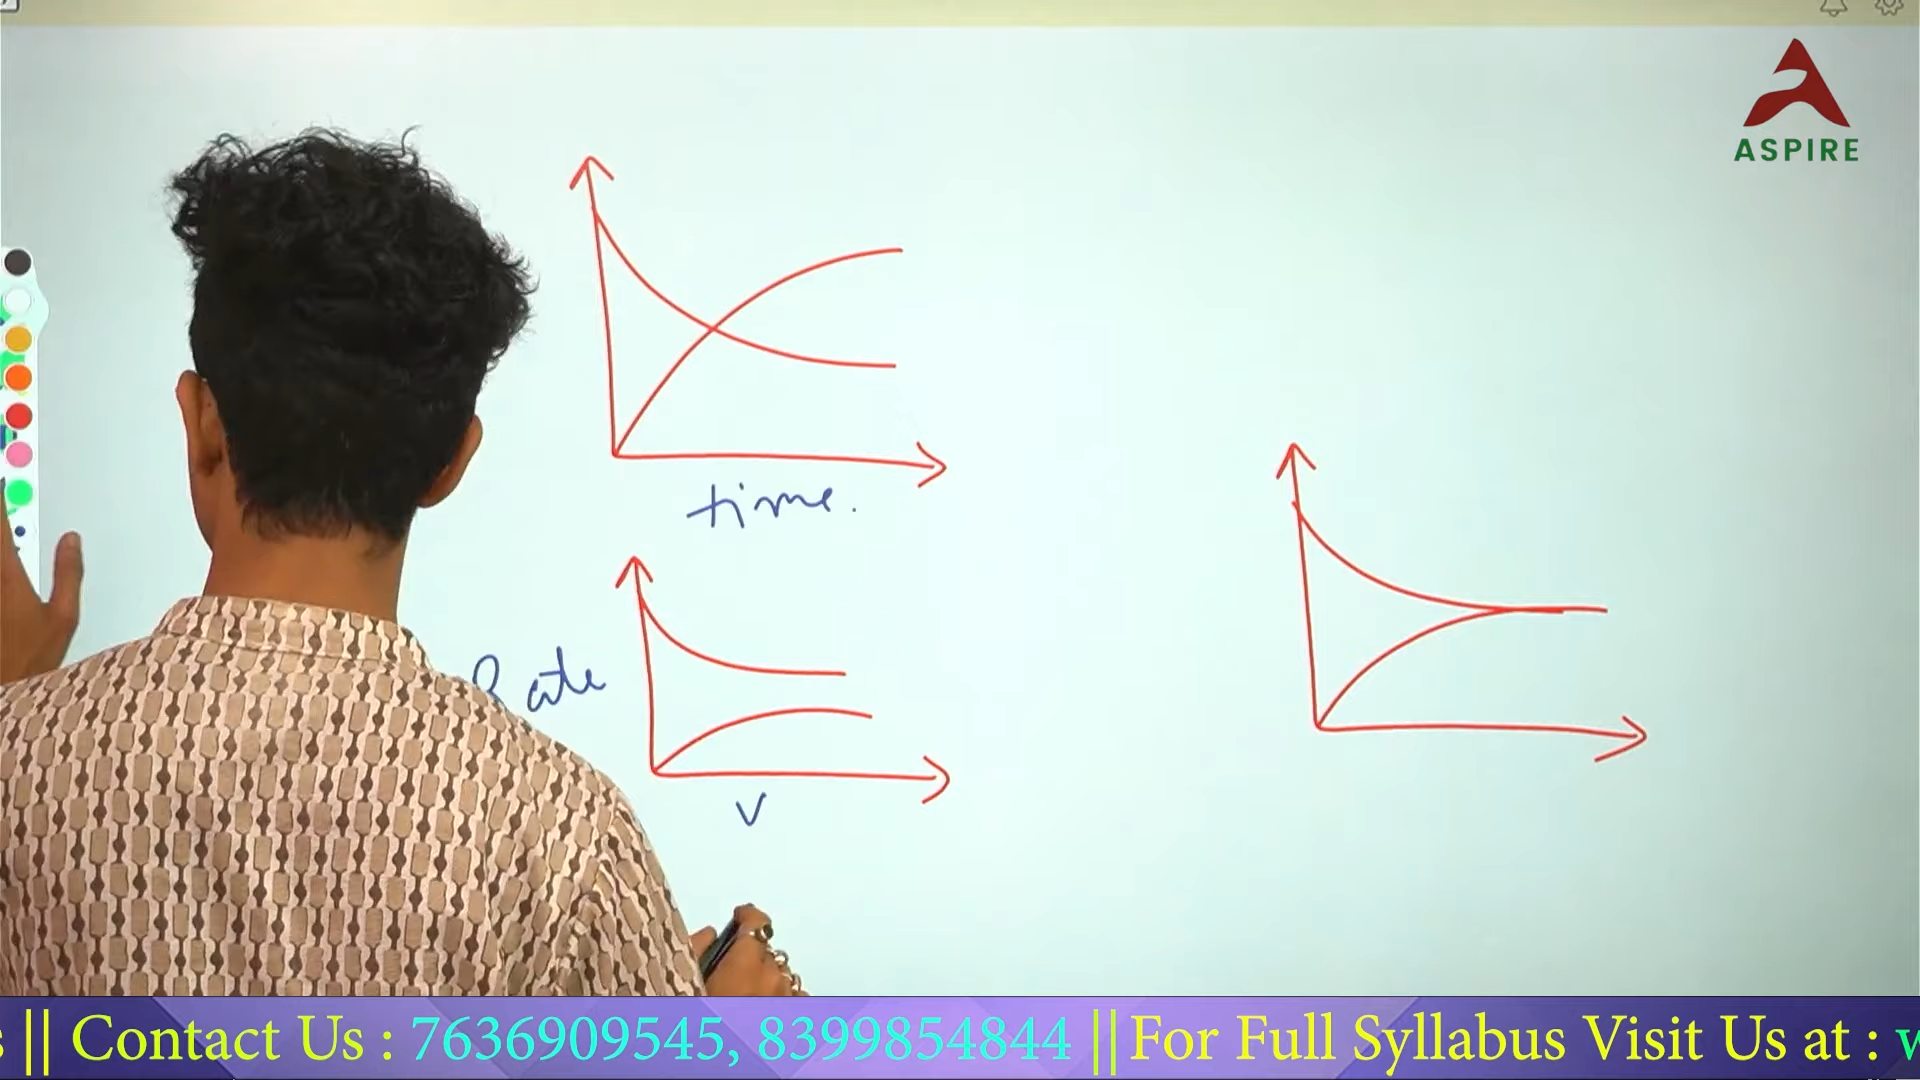 ASPIRE
time.
Rate
v
|| Contact Us : 7636909545, 8399854844 || For Full Syllabus Visit Us at :